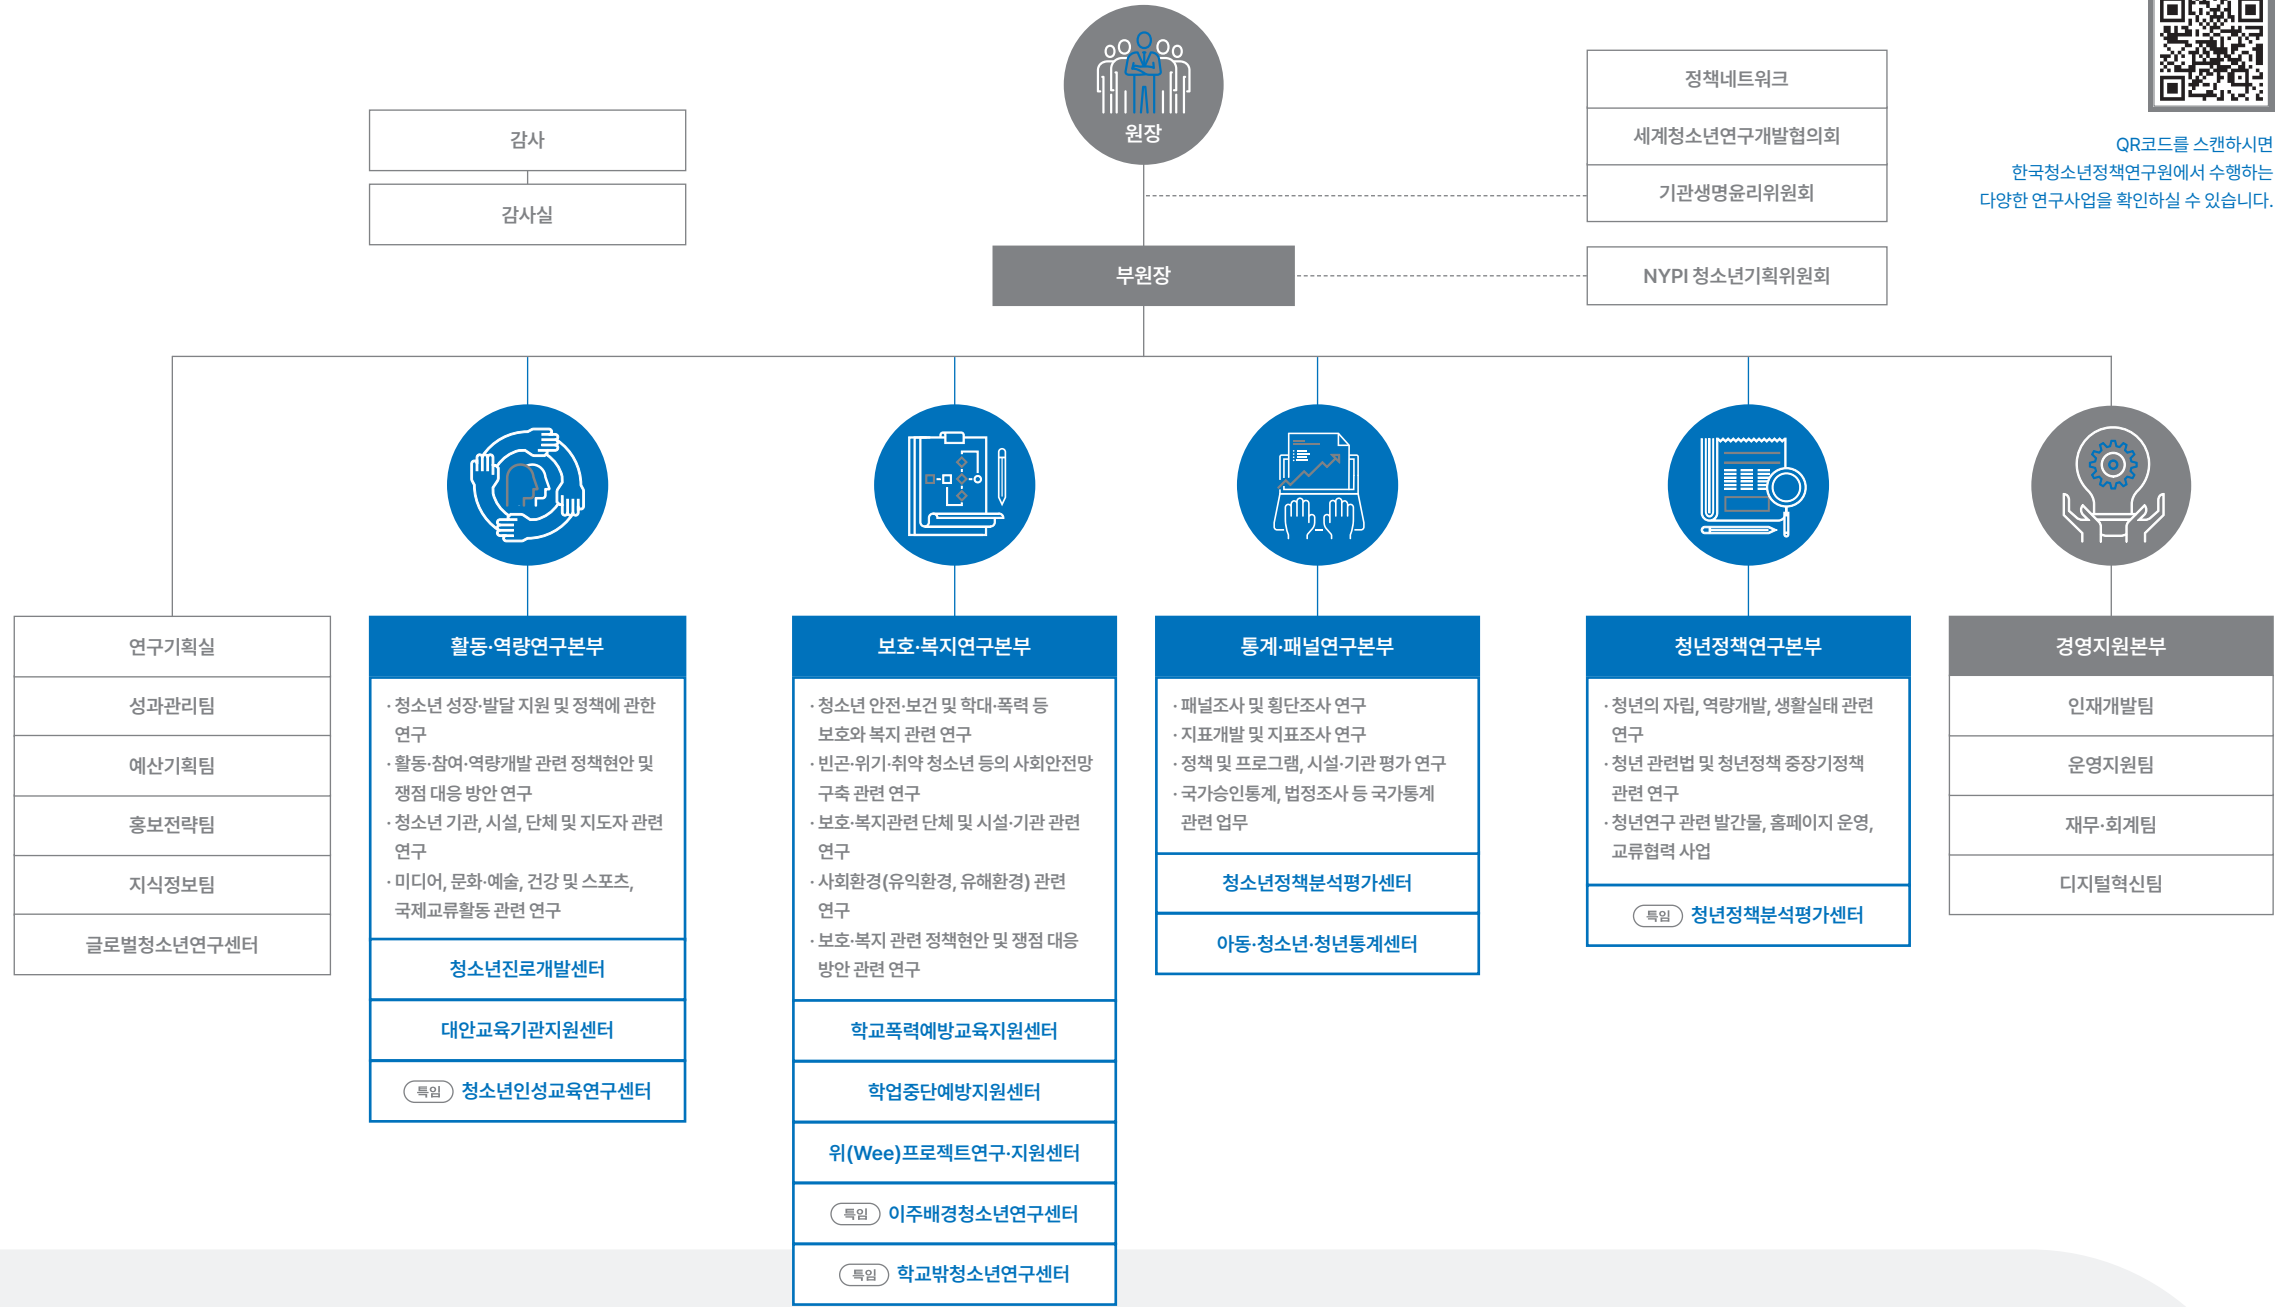 원장
정책네트워크
세계청소년연구개발협의회
기관생명윤리위원회
QR코드를 스캔하시면
한국청소년정책연구원에서 수행하는
다양한 연구사업을 확인하실 수 있습니다.
감사
감사실
부원장
NYPI 청소년기획위원회
연구기획실
성과관리팀
예산기획팀
홍보전략팀
지식정보팀
글로벌청소년연구센터
활동·역량연구본부
· 청소년 성장·발달 지원 및 정책에 관한
연구
· 활동·참여·역량개발 관련 정책현안 및
쟁점 대응 방안 연구
· 청소년 기관, 시설, 단체 및 지도자 관련
연구
· 미디어, 문화·예술, 건강 및 스포츠,
국제교류활동 관련 연구
청소년진로개발센터
대안교육기관지원센터
특임 청소년인성교육연구센터
보호·복지연구본부
· 청소년 안전·보건 및 학대·폭력 등
보호와 복지 관련 연구
· 빈곤·위기·취약 청소년 등의 사회안전망
구축 관련 연구
· 보호·복지관련 단체 및 시설·기관 관련
연구
· 사회환경(유익환경, 유해환경) 관련
연구
· 보호·복지 관련 정책현안 및 쟁점 대응
방안 관련 연구
학교폭력예방교육지원센터
학업중단예방지원센터
위(Wee)프로젝트연구·지원센터
특임 이주배경청소년연구센터
특임 학교밖청소년연구센터
통계·패널연구본부
· 패널조사 및 횡단조사 연구
· 지표개발 및 지표조사 연구
· 정책 및 프로그램, 시설·기관 평가 연구
· 국가승인통계, 법정조사 등 국가통계
관련 업무
청소년정책분석평가센터
아동·청소년·청년통계센터
청년정책연구본부
· 청년의 자립, 역량개발, 생활실태 관련
연구
· 청년 관련법 및 청년정책 중장기정책
관련 연구
· 청년연구 관련 발간물, 홈페이지 운영,
교류협력 사업
특임 청년정책분석평가센터
경영지원본부
인재개발팀
운영지원팀
재무·회계팀
디지털혁신팀